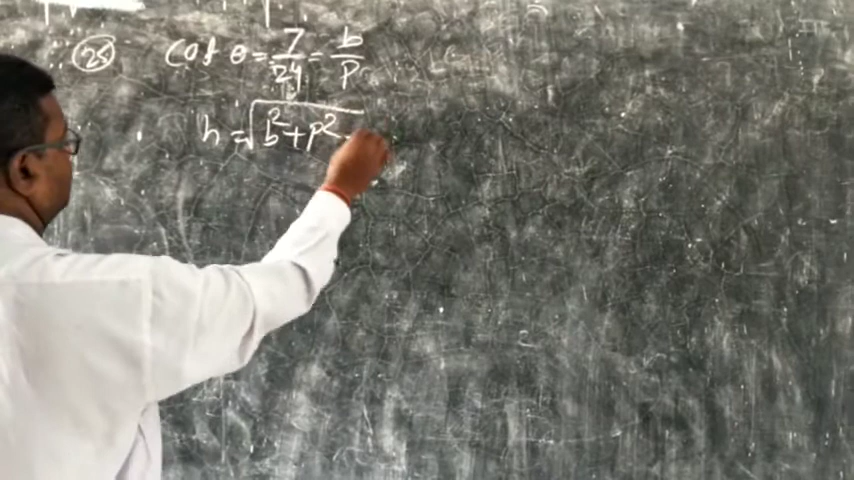 (25) cot θ = 7/24 = b/p
h = √b²+p²